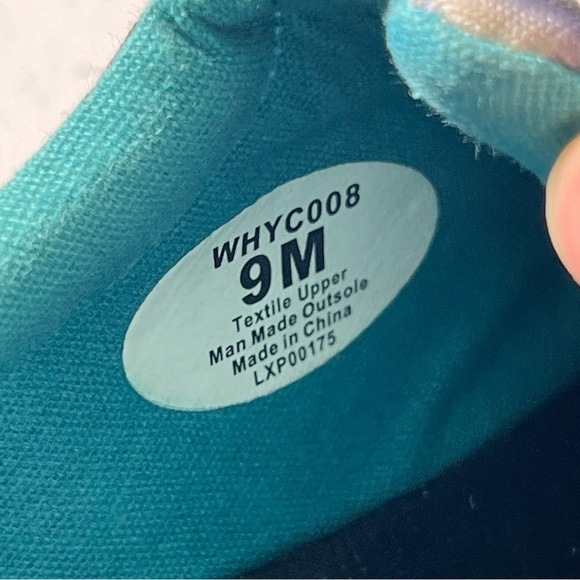 WHYC008
9M
Textile Upper
Man Made Outsole
Made in China
LXP00175